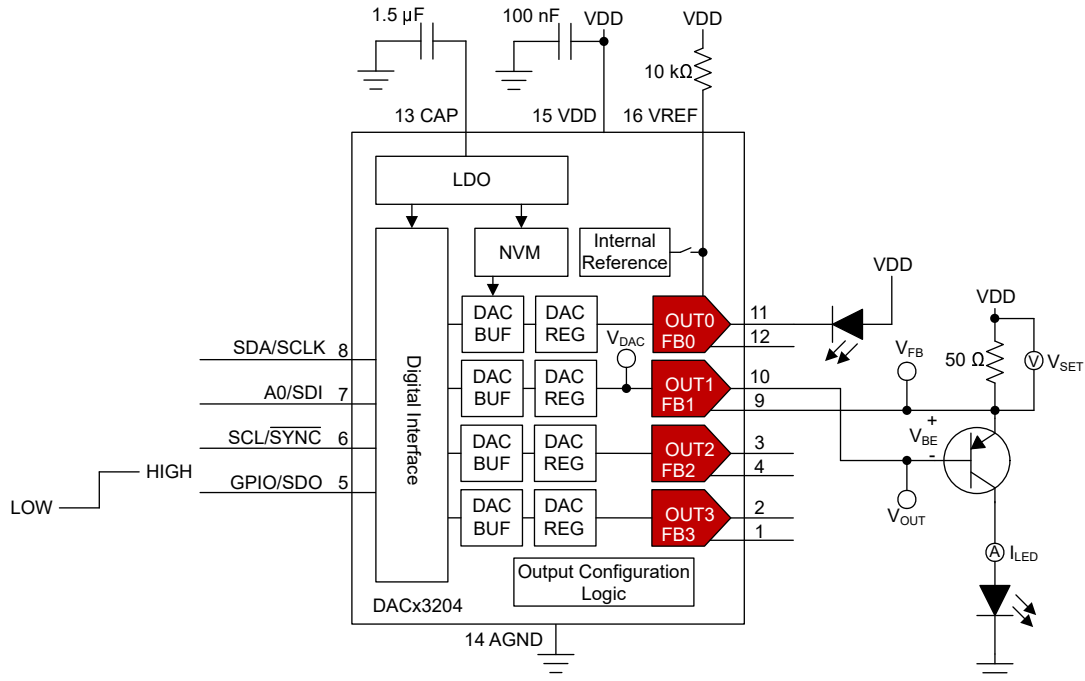 1.5 µF
100 nF
VDD
VDD
10 kΩ
13 CAP
15 VDD
16 VREF
LDO
NVM
Internal
Reference
VDD
VDD
DAC
BUF
DAC
REG
OUT0
FB0
11
12
SDA/SCLK
8
VDAC
VFB
50 Ω
V
VSET
Digital Interface
DAC
BUF
DAC
REG
OUT1
FB1
10
9
A0/SDI
7
+
VBE
-
SCL/SYNC
6
DAC
BUF
DAC
REG
OUT2
FB2
3
4
HIGH
LOW
GPIO/SDO
5
DAC
BUF
DAC
REG
OUT3
FB3
2
1
VOUT
A
ILED
Output Configuration
Logic
DACx3204
14 AGND